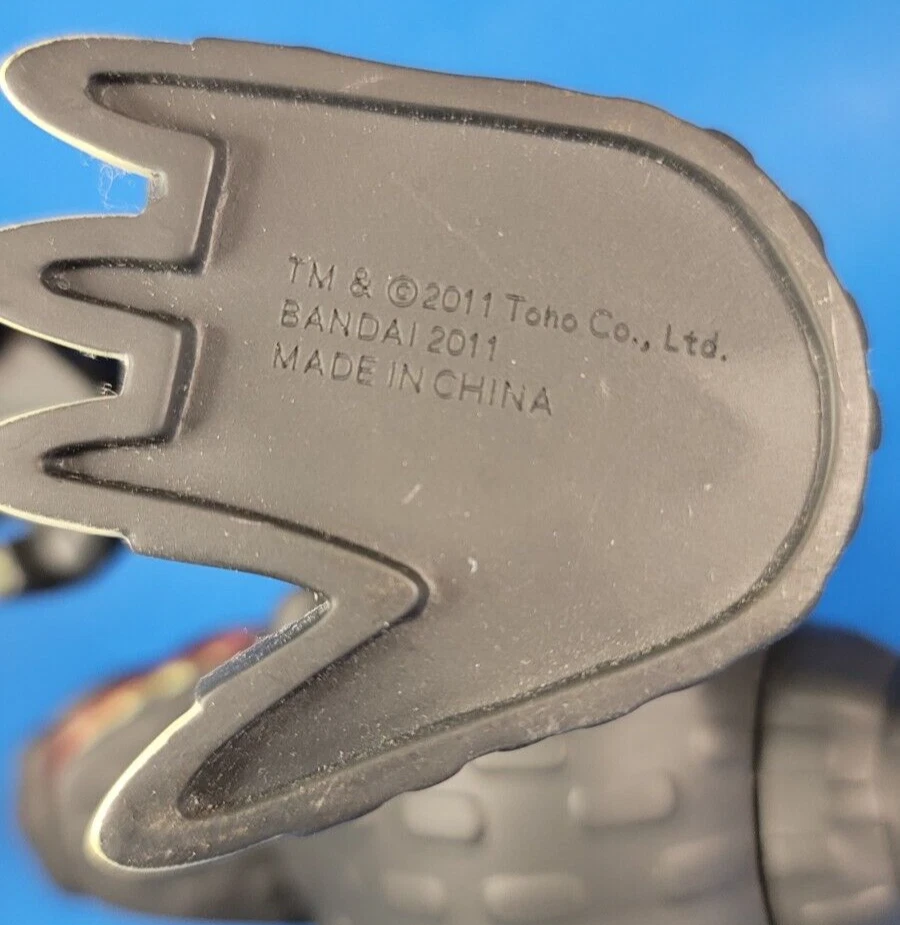 TM & ©2011 Toho Co., Ltd.
BANDAI 2011
MADE IN CHINA